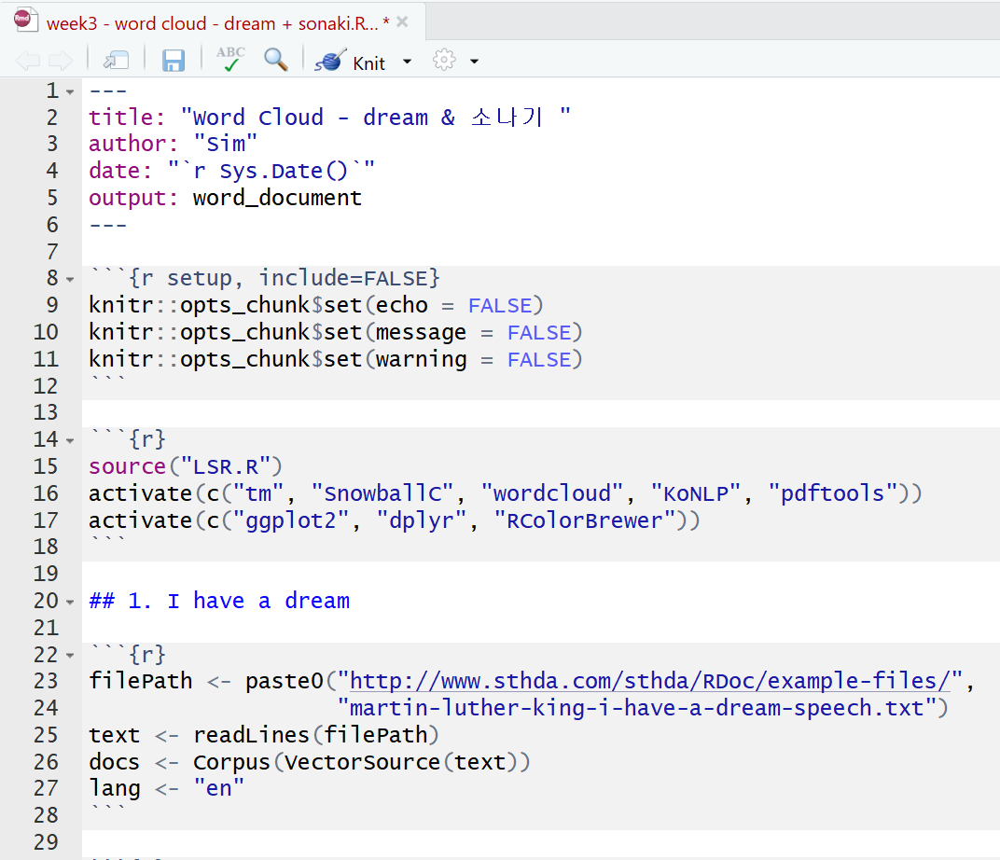 Rmd week3 - word cloud - dream + sonaki.R... *
ABC Knit
1 ---
2 title: "Word Cloud - dream & 소나기 "
3 author: "Sim"
4 date: "`r Sys.Date()`"
5 output: word_document
6 ---
7
8 ```{r setup, include=FALSE}
9 knitr::opts_chunk$set(echo = FALSE)
10 knitr::opts_chunk$set(message = FALSE)
11 knitr::opts_chunk$set(warning = FALSE)
12 ```
13
14 ```{r}
15 source("LSR.R")
16 activate(c("tm", "SnowballC", "wordcloud", "KoNLP", "pdftools"))
17 activate(c("ggplot2", "dplyr", "RColorBrewer"))
18 ```
19
20 ## 1. I have a dream
21
22 ```{r}
23 filePath <- paste0("http://www.sthda.com/sthda/RDoc/example-files/",
24 "martin-luther-king-i-have-a-dream-speech.txt")
25 text <- readLines(filePath)
26 docs <- Corpus(VectorSource(text))
27 lang <- "en"
28 ```
29